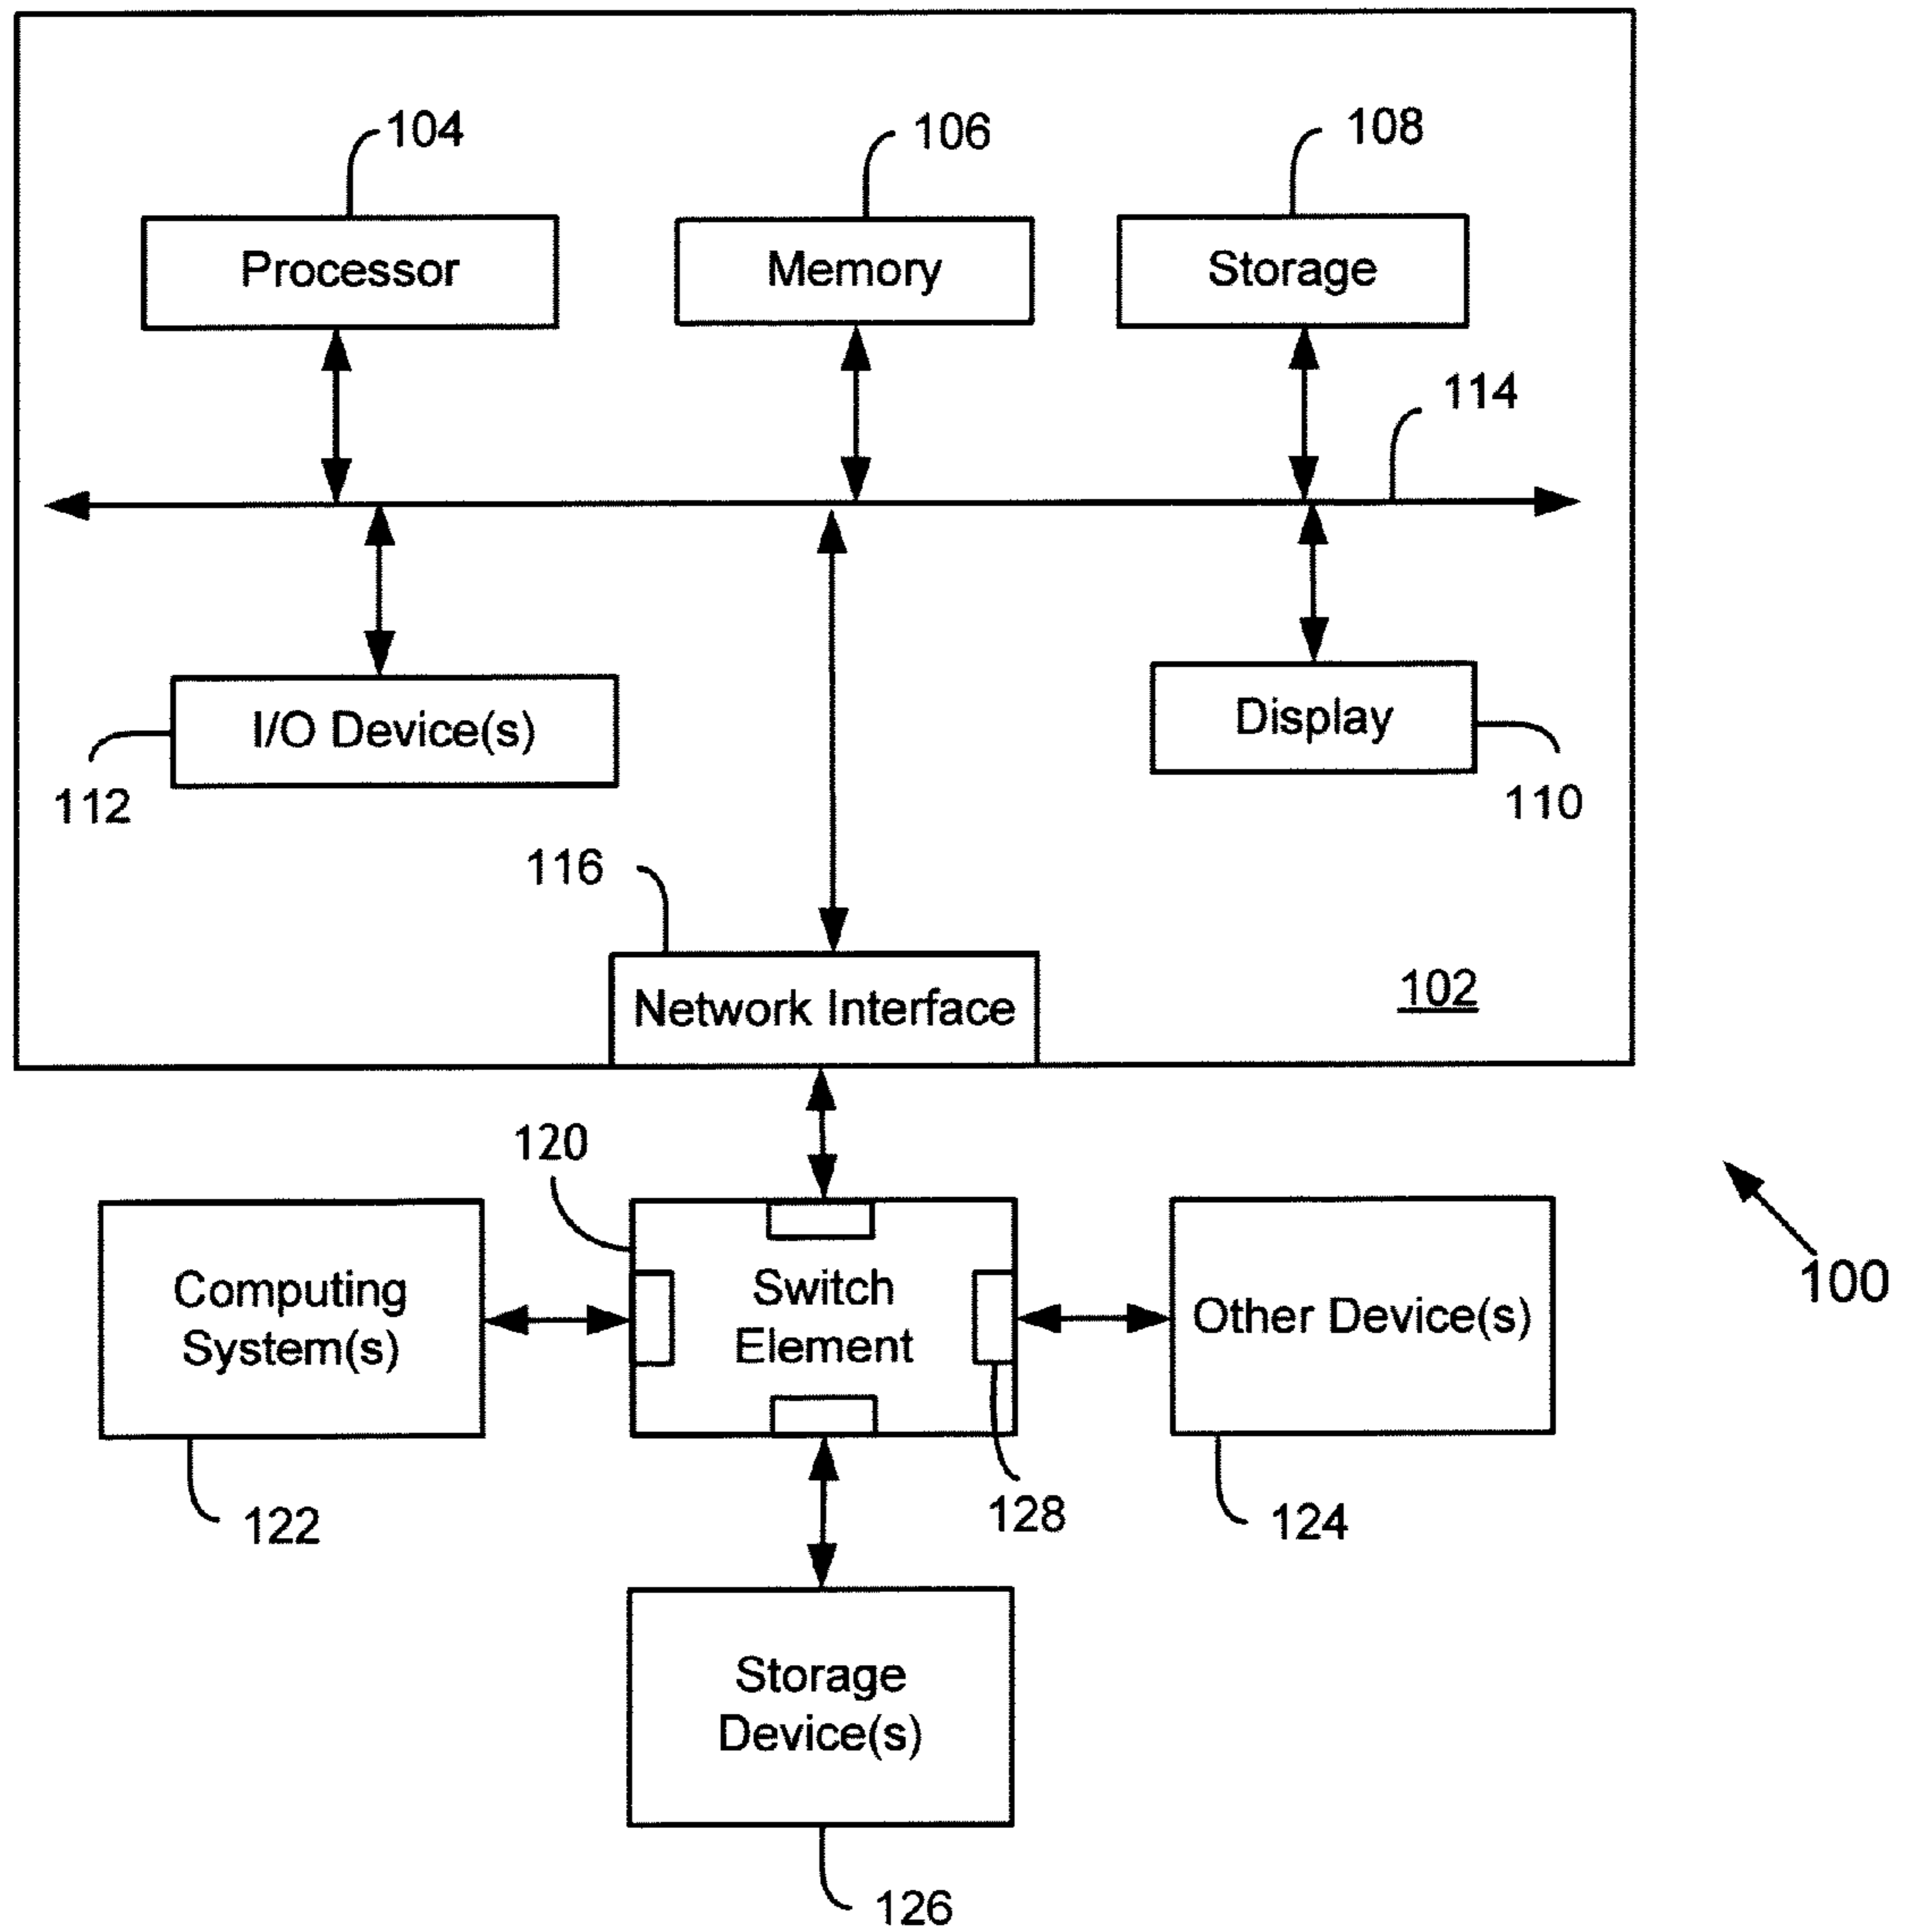 104
106
108
Processor
Memory
Storage
114
I/O Device(s)
Display
112
110
116
Network Interface
102
120
Computing
System(s)
Switch
Element
Other Device(s)
100
122
128
124
Storage
Device(s)
126